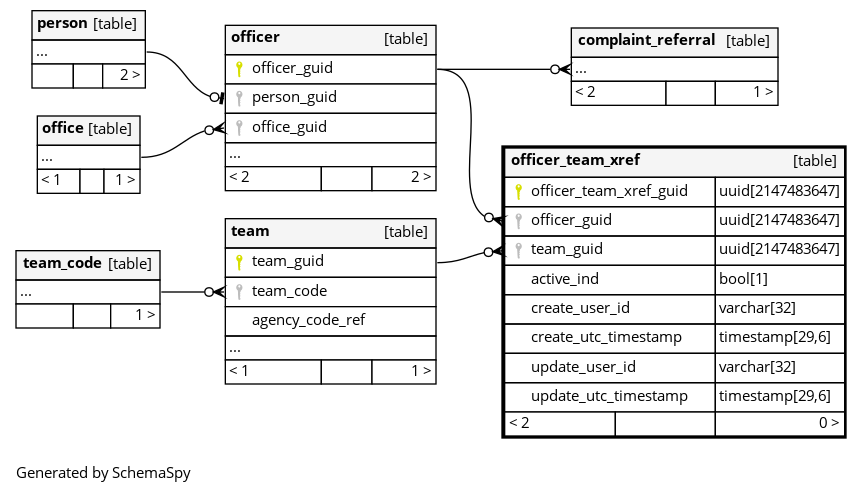 person [table]
...
2 >
office [table]
...
< 1 1 >
team_code [table]
...
1 >
officer [table]
officer_guid
person_guid
office_guid
...
< 2 2 >
team [table]
team_guid
team_code
agency_code_ref
...
< 1 1 >
complaint_referral [table]
...
< 2 1 >
officer_team_xref [table]
officer_team_xref_guid uuid[2147483647]
officer_guid uuid[2147483647]
team_guid uuid[2147483647]
active_ind bool[1]
create_user_id varchar[32]
create_utc_timestamp timestamp[29,6]
update_user_id varchar[32]
update_utc_timestamp timestamp[29,6]
< 2 0 >
Generated by SchemaSpy